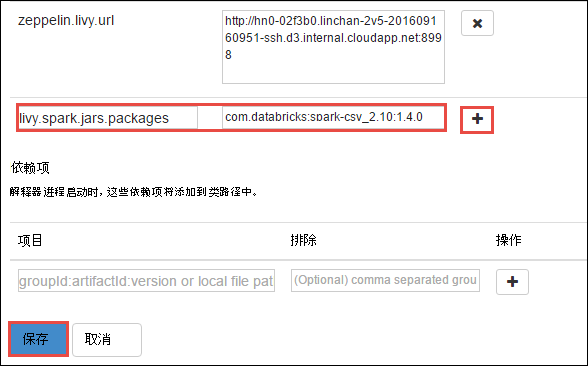 zeppelin.livy.url
http://hn0-02f3b0.linchan-2v5-2016091
60951-ssh.d3.internal.cloudapp.net:899
8
livy.spark.jars.packages
com.databricks:spark-csv_2.10:1.4.0
依赖项
解释器进程启动时，这些依赖项将添加到类路径中。
项目 排除 操作
groupId:artifactId:version or local file pat
(Optional) comma separated grou
保存 取消